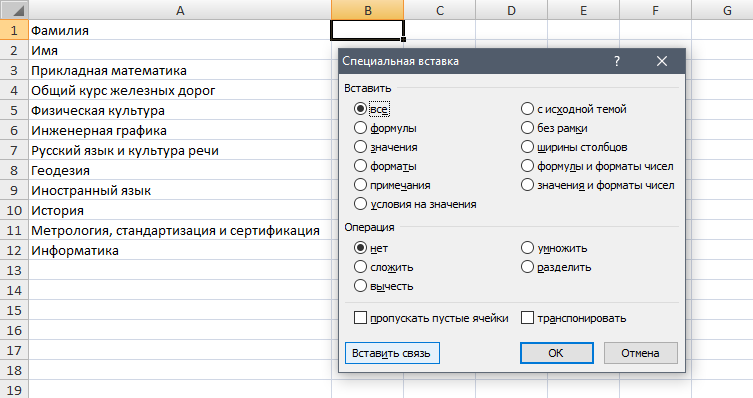 A B C D E F G
1 Фамилия
2 Имя
3 Прикладная математика
4 Общий курс железных дорог
5 Физическая культура
6 Инженерная графика
7 Русский язык и культура речи
8 Геодезия
9 Иностранный язык
10 История
11 Метрология, стандартизация и сертификация
12 Информатика
13
14
15
16
17
18
19
Специальная вставка ? ×
Вставить
все с исходной темой
формулы без рамки
значения ширины столбцов
форматы формулы и форматы чисел
примечания значения и форматы чисел
условия на значения
Операция
нет умножить
сложить разделить
вычесть
пропускать пустые ячейки транспонировать
Вставить связь ОК Отмена